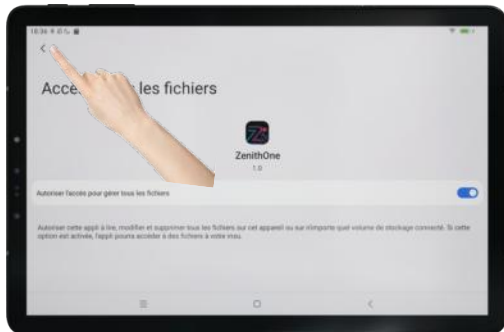 10:36
Accè les fichiers
ZenithOne
1.0
Autoriser l'accès pour gérer tous les fichiers
Autoriser cette appli à lire, modifier et supprimer tous les fichiers sur cet appareil ou sur n'importe quel volume de stockage connecté. Si cette
option est activée, l'appli pourra accéder à des fichiers à votre insu.